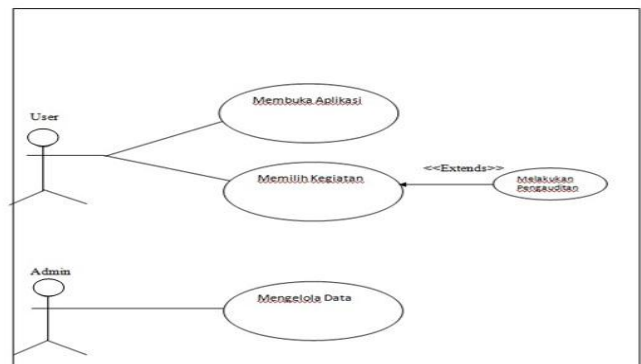 Membuka Aplikasi
User
<<Extends>>
Memilih Kegiatan
Melakukan
Pengauditan
Admin
Mengelola Data